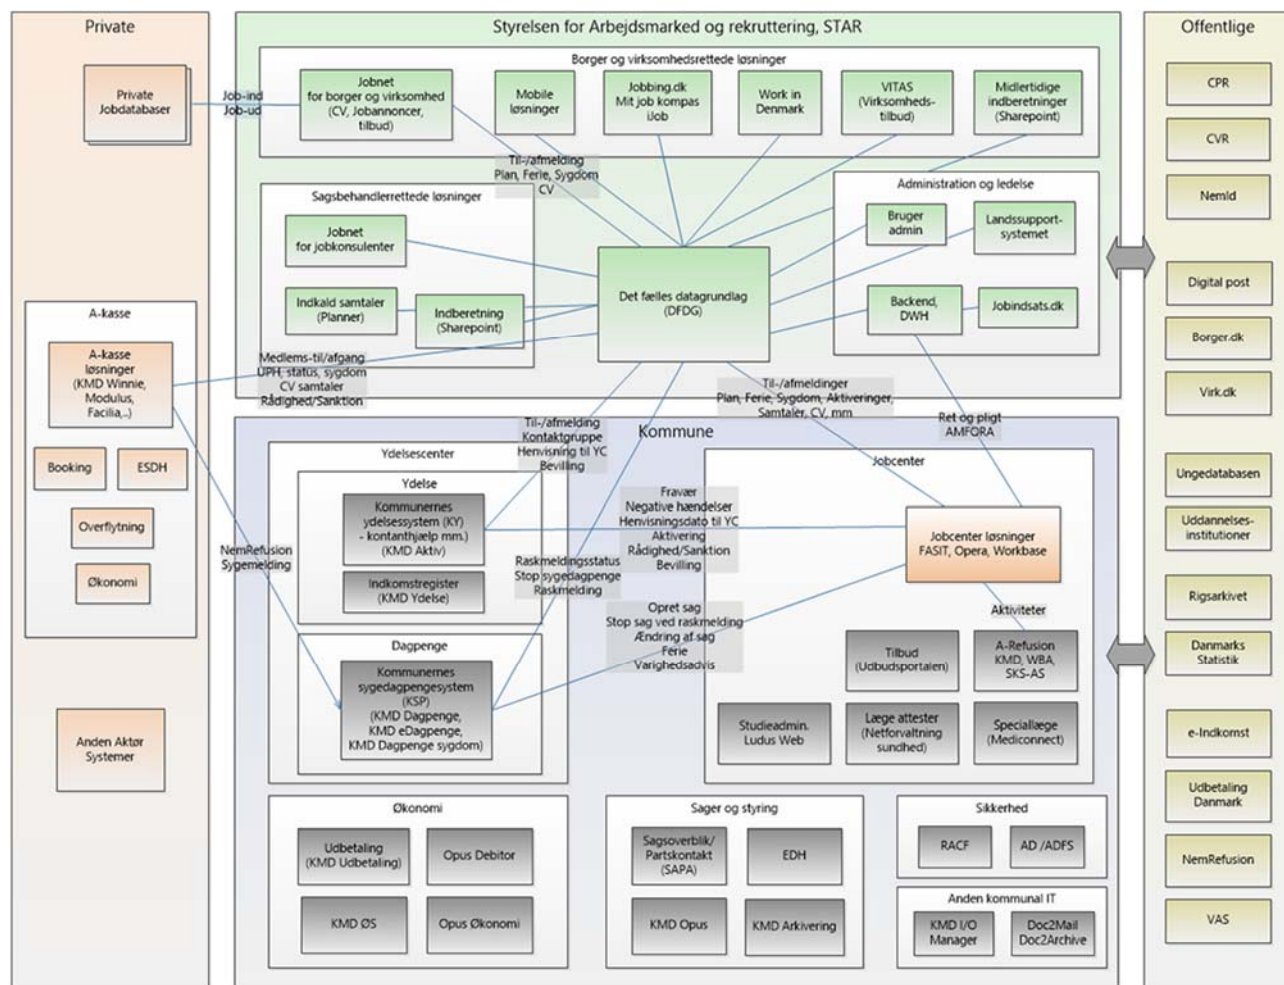 Private
Private
Jobdatabaser
Job-ind
Job-ud
A-kasse
A-kasse
løsninger
(KMD Winnie,
Modulus,
Facilia,..)
Booking
ESDH
Overflytning
Økonomi
NemRefusion
Sygemelding
Anden Aktør
Systemer
Styrelsen for Arbejdsmarked og rekruttering, STAR
Borger og virksomhedsrettede løsninger
Jobnet
for borger og virksomhed
(CV, Jobannoncer,
tilbud)
Mobile
løsninger
Jobbing.dk
Mit job kompas
iJob
Work in
Denmark
VITAS
(Virksomheds-
tilbud)
Midlertidige
indberetninger
(Sharepoint)
Til-/afmelding
Plan, Ferie, Sygdom
CV
Sagsbehandlerrettede løsninger
Jobnet
for jobkonsulenter
Indkald samtaler
(Planner)
Indberetning
(Sharepoint)
Det fælles datagrundlag
(DFDG)
Administration og ledelse
Bruger
admin
Landssupport-
systemet
Backend,
DWH
Jobindsats.dk
Medlems-til/afgang
UPH, status, sygdom
CV samtaler
Rådighed/Sanktion
Til-/afmeldinger
Plan, Ferie, Sygdom, Aktiveringer,
Samtaler, CV, mm
Ret og pligt
AMFORA
Kommune
Til-/afmelding
Kontaktgruppe
Henvisning til YC
Bevilling
Ydelsescenter
Ydelse
Kommunernes
ydelsessystem (KY)
- kontanthjælp mm.)
(KMD Aktiv)
Indkomstregister
(KMD Ydelse)
Dagpenge
Kommunernes
sygedagpengesystem
(KSP)
(KMD Dagpenge,
KMD eDagpenge,
KMD Dagpenge sygdom)
Raskmeldingsstatus
Stop sygedagpenge
Raskmelding
Fravær
Negative hændelser
Henvisningsdato til YC
Aktivering
Rådighed/Sanktion
Bevilling
Opret sag
Stop sag ved raskmelding
Ændring af sag
Ferie
Varighedsadvis
Jobcenter
Jobcenter løsninger
FASIT, Opera, Workbase
Aktiviteter
Tilbud
(Udbudsportalen)
A-Refusion
KMD, WBA,
SKS-AS
Studieadmin.
Ludus Web
Læge attester
(Netforvaltning
sundhed)
Speciallæge
(Mediconnect)
Økonomi
Udbetaling
(KMD Udbetaling)
Opus Debitor
KMD ØS
Opus Økonomi
Sager og styring
Sagsoverblik/
Partskontakt
(SAPA)
EDH
KMD Opus
KMD Arkivering
Sikkerhed
RACF
AD /ADFS
Anden kommunal IT
KMD I/O
Manager
Doc2Mail
Doc2Archive
Offentlige
CPR
CVR
NemId
Digital post
Borger.dk
Virk.dk
Ungedatabasen
Uddannelses-
institutioner
Rigsarkivet
Danmarks
Statistik
e-Indkomst
Udbetaling
Danmark
NemRefusion
VAS